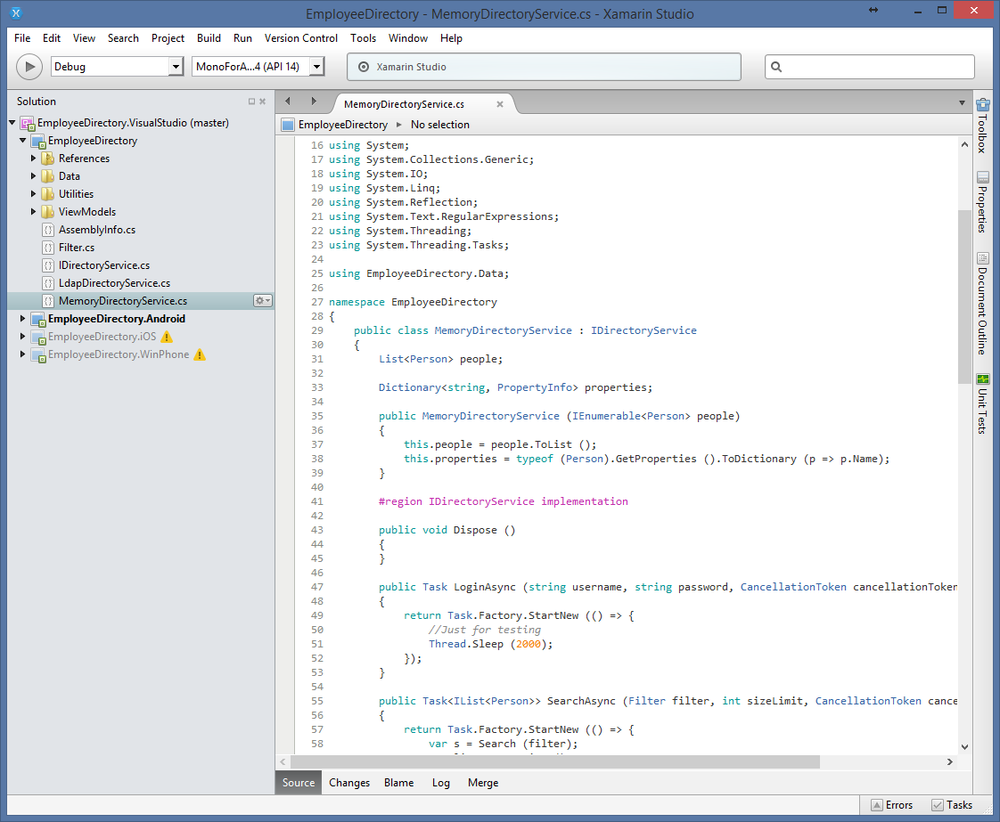 EmployeeDirectory - MemoryDirectoryService.cs - Xamarin Studio
File Edit View Search Project Build Run Version Control Tools Window Help
Debug MonoForA...4 (API 14) Xamarin Studio
Solution
EmployeeDirectory.VisualStudio (master)
EmployeeDirectory
References
Data
Utilities
ViewModels
AssemblyInfo.cs
Filter.cs
IDirectoryService.cs
LdapDirectoryService.cs
MemoryDirectoryService.cs
EmployeeDirectory.Android
EmployeeDirectory.iOS
EmployeeDirectory.WinPhone
MemoryDirectoryService.cs
EmployeeDirectory No selection
16 using System;
17 using System.Collections.Generic;
18 using System.IO;
19 using System.Linq;
20 using System.Reflection;
21 using System.Text.RegularExpressions;
22 using System.Threading;
23 using System.Threading.Tasks;
24
25 using EmployeeDirectory.Data;
26
27 namespace EmployeeDirectory
28 {
29 public class MemoryDirectoryService : IDirectoryService
30 {
31 List<Person> people;
32
33 Dictionary<string, PropertyInfo> properties;
34
35 public MemoryDirectoryService (IEnumerable<Person> people)
36 {
37 this.people = people.ToList ();
38 this.properties = typeof (Person).GetProperties ().ToDictionary (p => p.Name);
39 }
40
41 #region IDirectoryService implementation
42
43 public void Dispose ()
44 {
45 }
46
47 public Task LoginAsync (string username, string password, CancellationToken cancellationToken
48 {
49 return Task.Factory.StartNew (() => {
50 //Just for testing
51 Thread.Sleep (2000);
52 });
53 }
54
55 public Task<IList<Person>> SearchAsync (Filter filter, int sizeLimit, CancellationToken cance
56 {
57 return Task.Factory.StartNew (() => {
58 var s = Search (filter);
Source Changes Blame Log Merge
Toolbox
Properties
Document Outline
Unit Tests
Errors Tasks